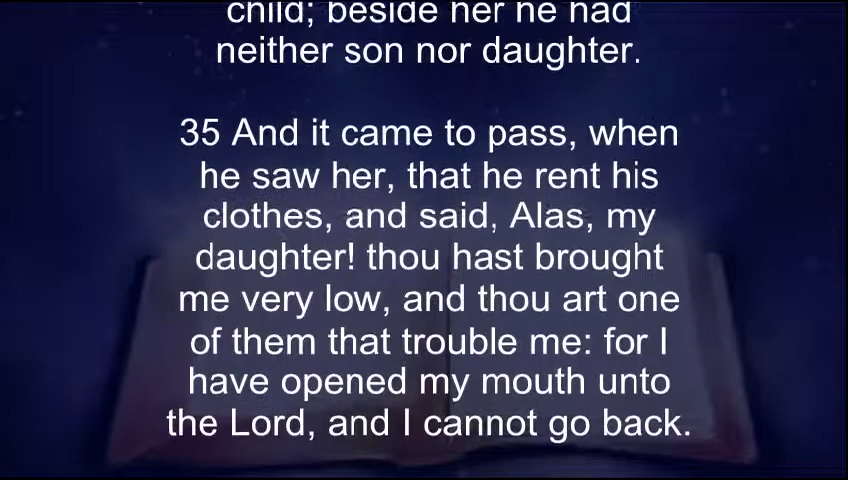 child; beside her he had
neither son nor daughter.
35 And it came to pass, when
he saw her, that he rent his
clothes, and said, Alas, my
daughter! thou hast brought
me very low, and thou art one
of them that trouble me: for I
have opened my mouth unto
the Lord, and I cannot go back.